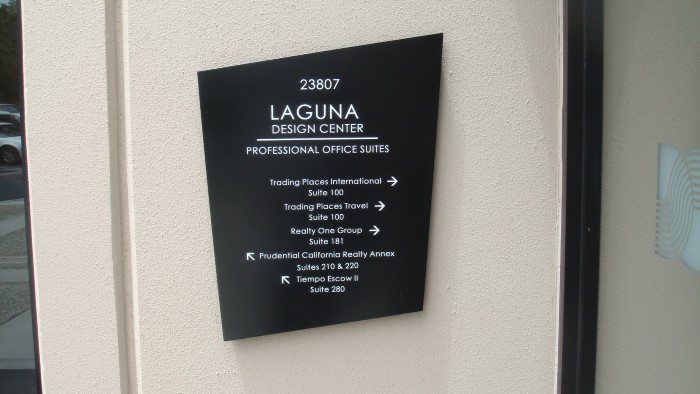 23807
LAGUNA
DESIGN CENTER
PROFESSIONAL OFFICE SUITES
Trading Places International →
Suite 100
Trading Places Travel →
Suite 100
Realty One Group →
Suite 181
↖ Prudential California Realty Annex
Suites 210 & 220
↖ Tiempo Escow II
Suite 280